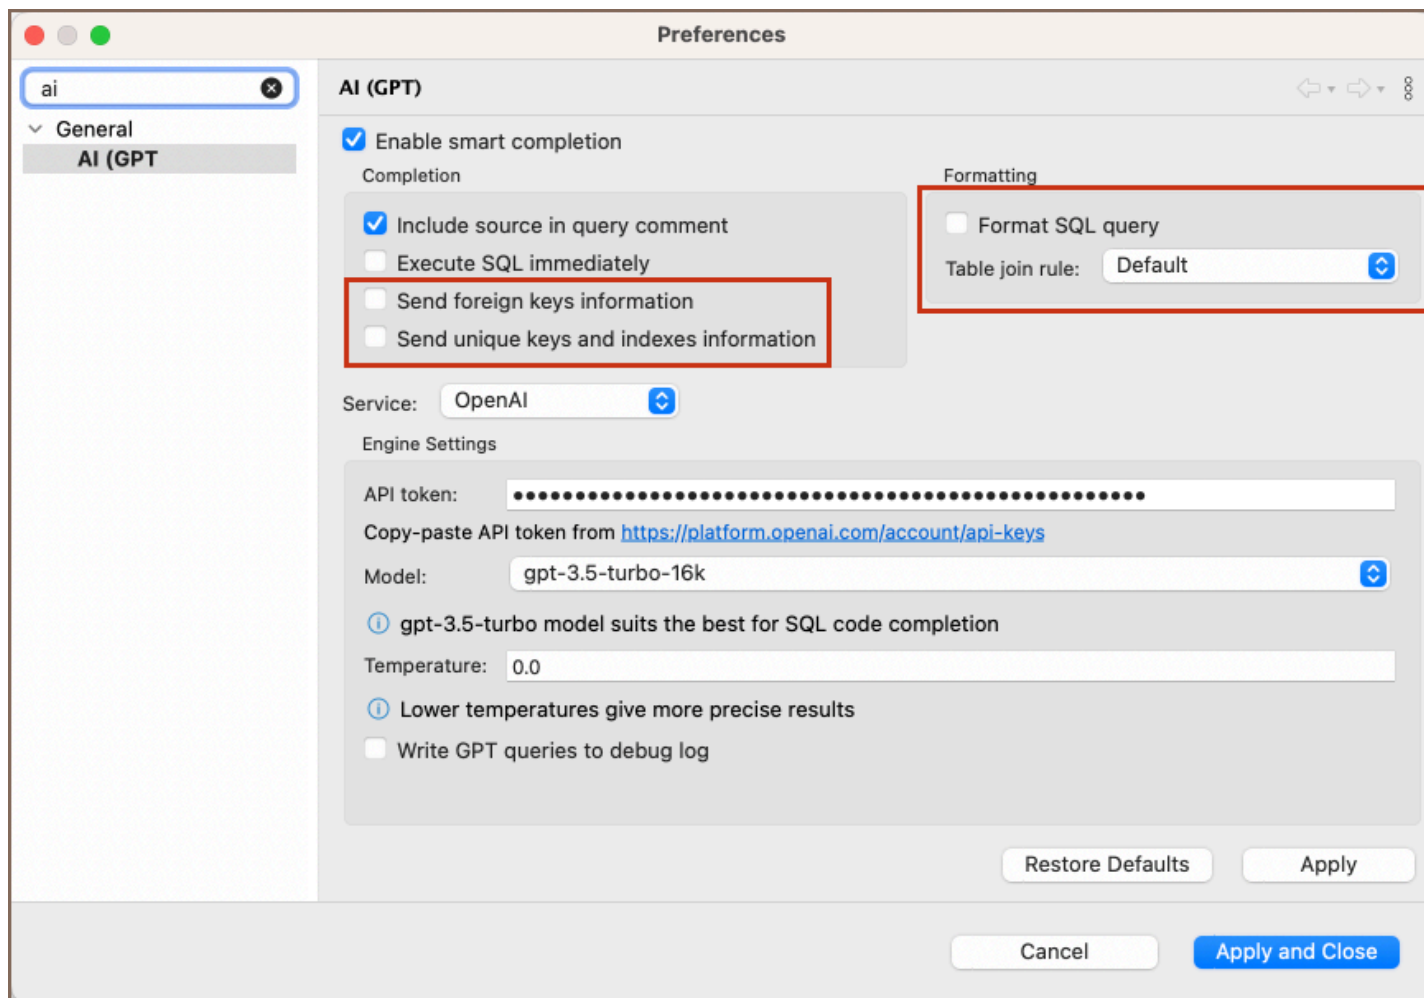 Preferences
ai
General
AI (GPT
AI (GPT)
Enable smart completion
Completion
Include source in query comment
Execute SQL immediately
Send foreign keys information
Send unique keys and indexes information
Formatting
Format SQL query
Table join rule: Default
Service: OpenAI
Engine Settings
API token: ●●●●●●●●●●●●●●●●●●●●●●●●●●●●●●●●●●●●●●●●●●●●●●●●●●●
Copy-paste API token from https://platform.openai.com/account/api-keys
Model: gpt-3.5-turbo-16k
gpt-3.5-turbo model suits the best for SQL code completion
Temperature: 0.0
Lower temperatures give more precise results
Write GPT queries to debug log
Restore Defaults Apply
Cancel Apply and Close